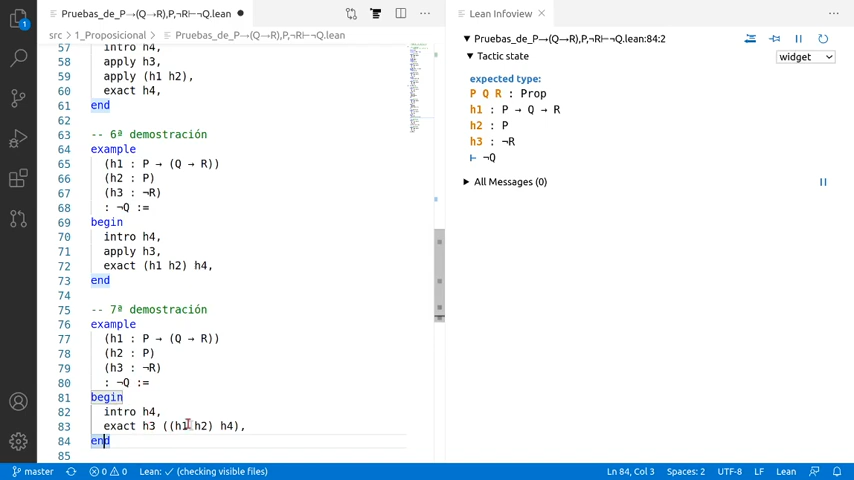 Pruebas_de_P→(Q→R),P,¬R⊢¬Q.lean
Lean Infoview
Pruebas_de_P→(Q→R),P,¬R⊢¬Q.lean:84:2
Tactic state
widget
expected type:
P Q R : Prop
h1 : P → Q → R
h2 : P
h3 : ¬R
⊢ ¬Q
All Messages (0)
1
src > 1_Proposicional > Pruebas_de_P→(Q→R),P,¬R⊢¬Q.lean
57 intro h4,
58 apply h3,
59 apply (h1 h2),
60 exact h4,
61 end
62
63 -- 6ª demostración
64 example
65 (h1 : P → (Q → R))
66 (h2 : P)
67 (h3 : ¬R)
68 : ¬Q :=
69 begin
70 intro h4,
71 apply h3,
72 exact (h1 h2) h4,
73 end
74
75 -- 7ª demostración
76 example
77 (h1 : P → (Q → R))
78 (h2 : P)
79 (h3 : ¬R)
80 : ¬Q :=
81 begin
82 intro h4,
83 exact h3 ((h1 h2) h4),
84 end
85
master 0 0 Lean: ✓ (checking visible files) Ln 84, Col 3 Spaces: 2 UTF-8 LF Lean